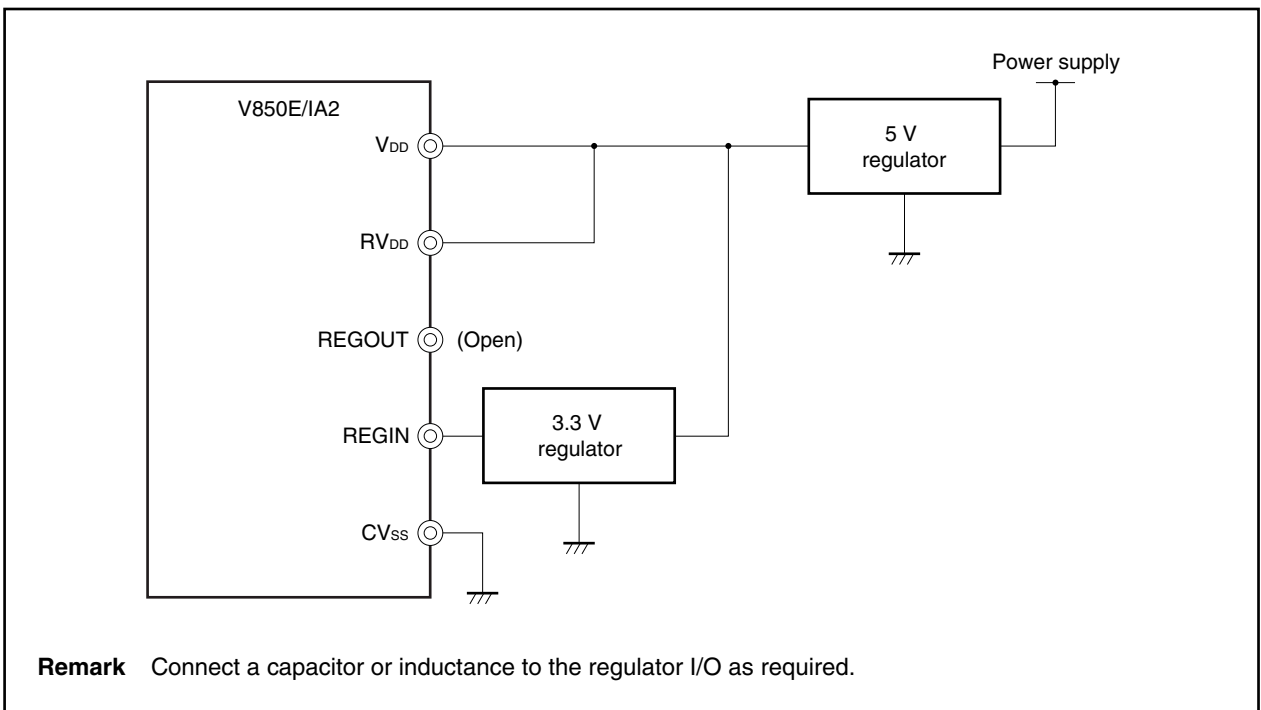 Power supply
V850E/IA2
VDD
5 V
regulator
RVDD
REGOUT
(Open)
REGIN
3.3 V
regulator
CVSS
Remark Connect a capacitor or inductance to the regulator I/O as required.